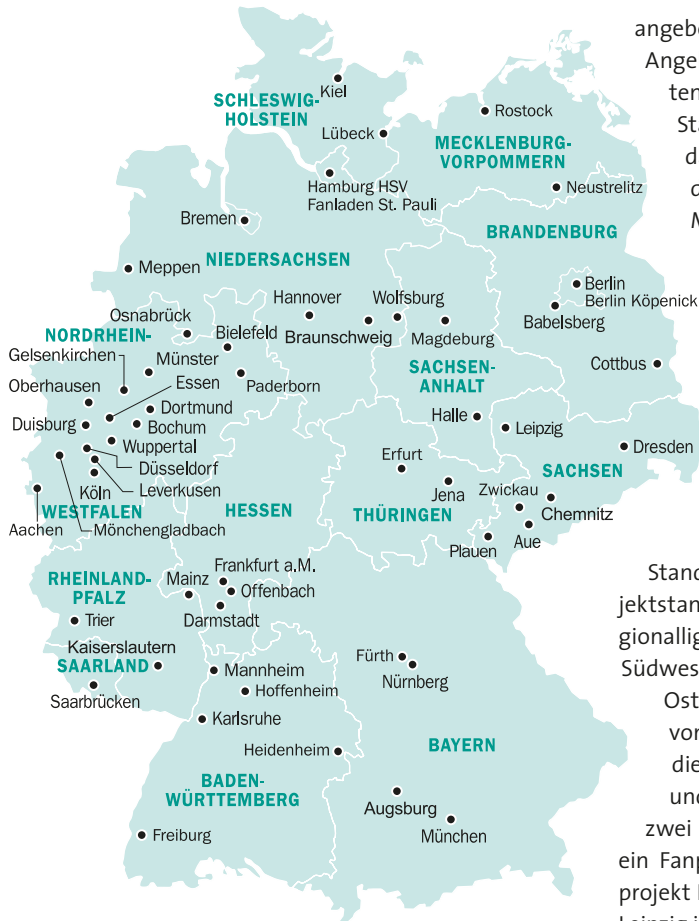 Kiel
SCHLESWIG-
HOLSTEIN
Rostock
Lübeck
MECKLENBURG-
VORPOMMERN
Hamburg HSV
Fanladen St. Pauli
Neustrelitz
Bremen
BRANDENBURG
NIEDERSACHSEN
Meppen
Berlin
Berlin Köpenick
Hannover
Wolfsburg
Babelsberg
Osnabrück
Braunschweig
Magdeburg
NORDRHEIN-
Bielefeld
Gelsenkirchen
Münster
Cottbus
SACHSEN-
ANHALT
Oberhausen
Essen
Paderborn
Dortmund
Halle
Duisburg
Bochum
Leipzig
Wuppertal
Dresden
Düsseldorf
Erfurt
SACHSEN
Leverkusen
Jena
Zwickau
Köln
WESTFALEN
HESSEN
THÜRINGEN
Chemnitz
Aachen
Mönchengladbach
Aue
Plauen
Frankfurt a.M.
RHEINLAND-
PFALZ
Mainz
Offenbach
Darmstadt
Trier
Kaiserslautern
SAARLAND
Fürth
Mannheim
Nürnberg
Hoffenheim
Saarbrücken
Karlsruhe
Heidenheim
BAYERN
BADEN-
WÜRTTEMBERG
Augsburg
München
Freiburg
angebe
Ange
ten
Sta
d
M
Stand
jektstan
gionallig
Südwes
Ost
vor
die
und
zwei
ein Fanp
projekt